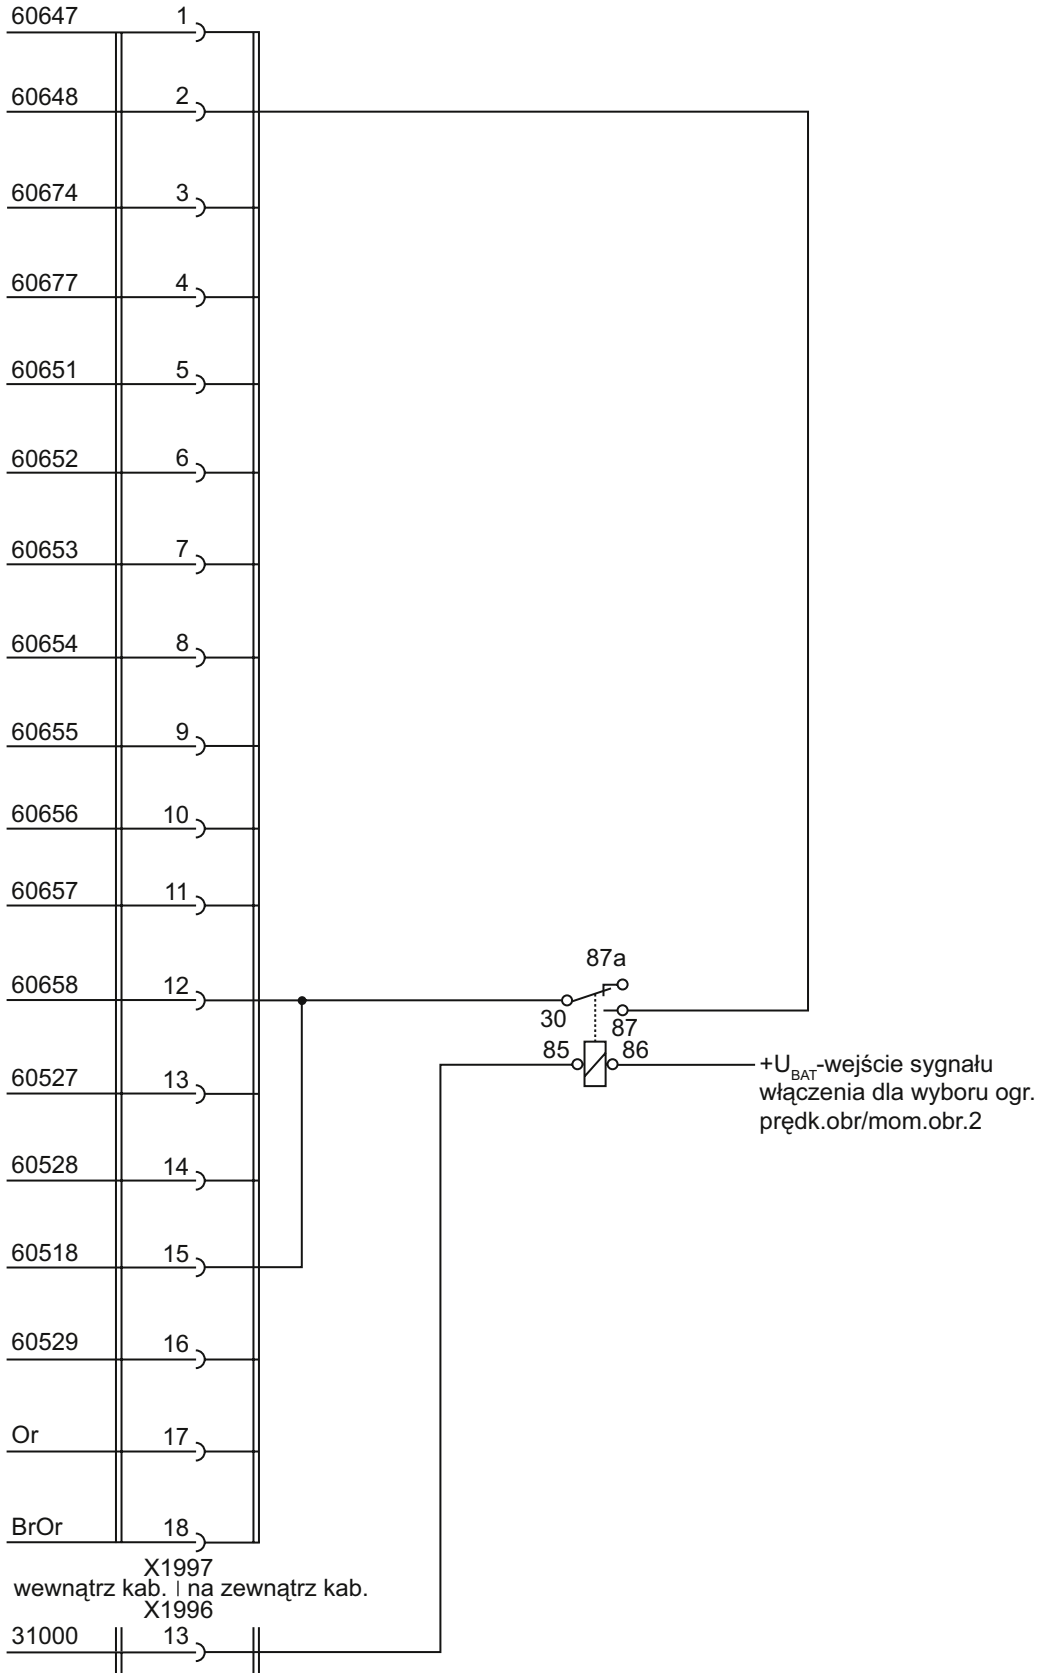 60647 1
60648 2
60674 3
60677 4
60651 5
60652 6
60653 7
60654 8
60655 9
60656 10
60657 11
87a
60658 12
30
87
85 86
+UBAT-wejście sygnału
włączenia dla wyboru ogr.
prędk.obr/mom.obr.2
60527 13
60528 14
60518 15
60529 16
Or 17
BrOr 18
X1997
wewnątrz kab. | na zewnątrz kab.
X1996
31000 13